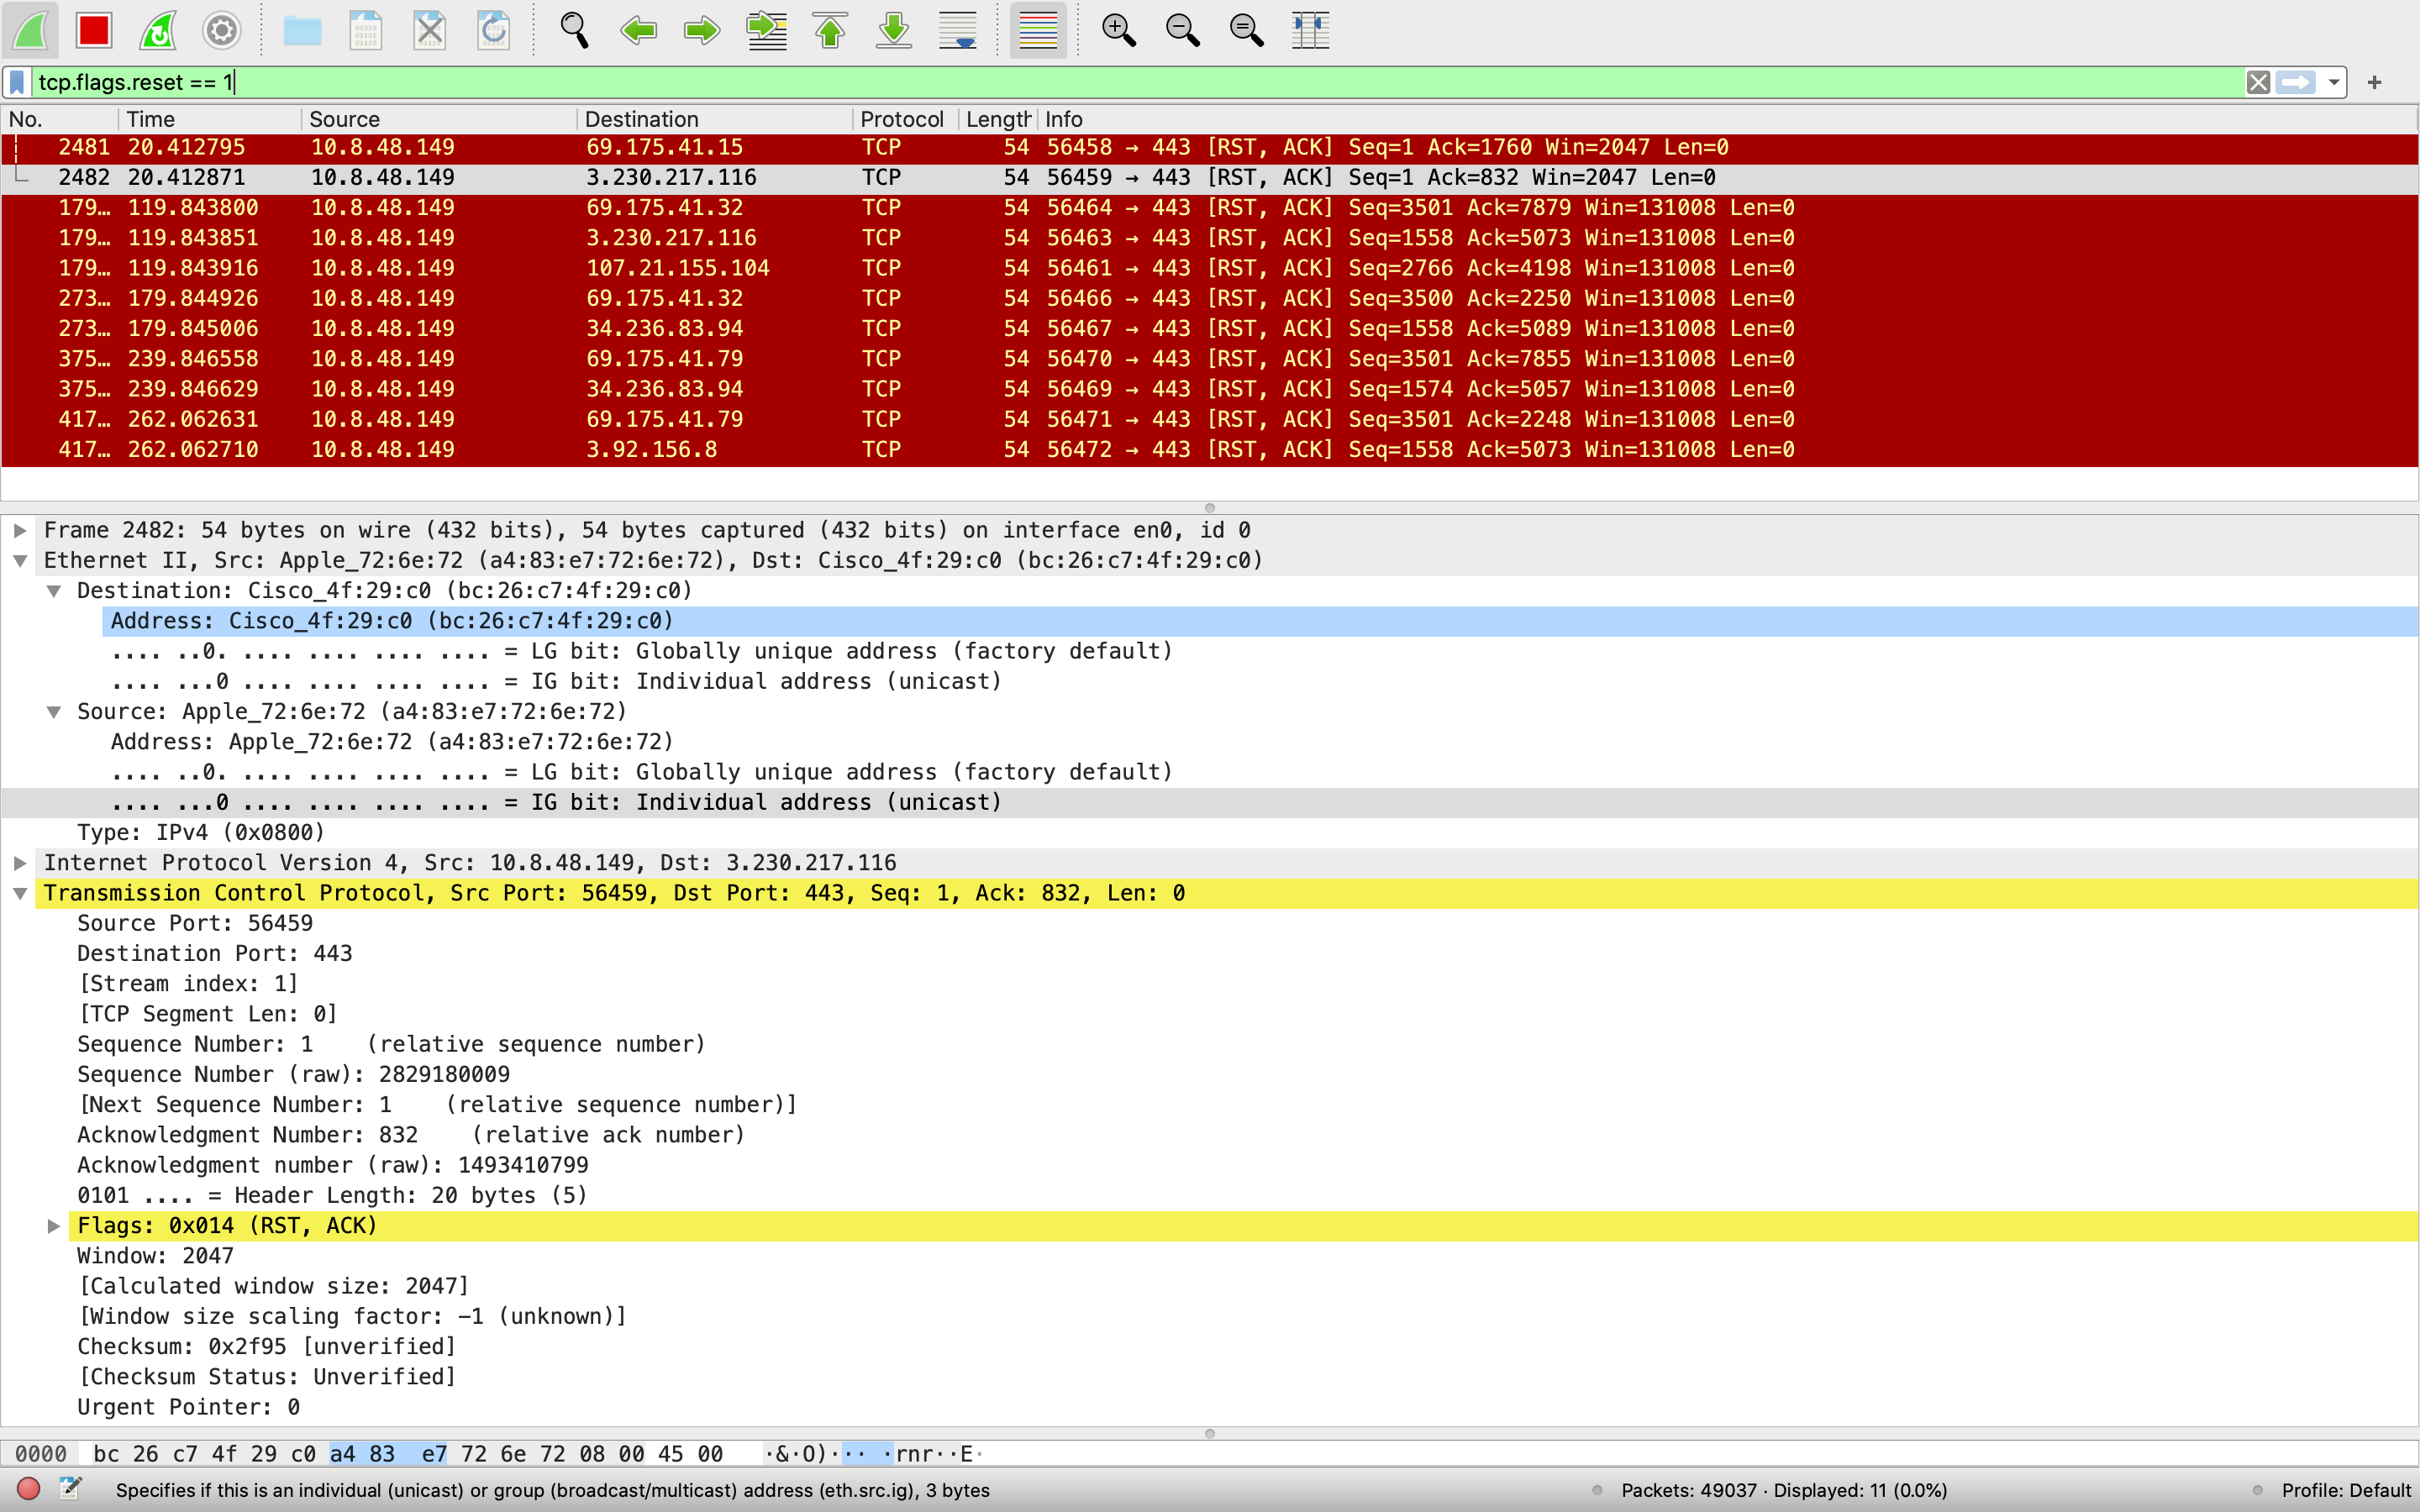 tcp.flags.reset == 1
No. Time Source Destination Protocol Length Info
2481 20.412795 10.8.48.149 69.175.41.15 TCP 54 56458 → 443 [RST, ACK] Seq=1 Ack=1760 Win=2047 Len=0
2482 20.412871 10.8.48.149 3.230.217.116 TCP 54 56459 → 443 [RST, ACK] Seq=1 Ack=832 Win=2047 Len=0
179… 119.843800 10.8.48.149 69.175.41.32 TCP 54 56464 → 443 [RST, ACK] Seq=3501 Ack=7879 Win=131008 Len=0
179… 119.843851 10.8.48.149 3.230.217.116 TCP 54 56463 → 443 [RST, ACK] Seq=1558 Ack=5073 Win=131008 Len=0
179… 119.843916 10.8.48.149 107.21.155.104 TCP 54 56461 → 443 [RST, ACK] Seq=2766 Ack=4198 Win=131008 Len=0
273… 179.844926 10.8.48.149 69.175.41.32 TCP 54 56466 → 443 [RST, ACK] Seq=3500 Ack=2250 Win=131008 Len=0
273… 179.845006 10.8.48.149 34.236.83.94 TCP 54 56467 → 443 [RST, ACK] Seq=1558 Ack=5089 Win=131008 Len=0
375… 239.846558 10.8.48.149 69.175.41.79 TCP 54 56470 → 443 [RST, ACK] Seq=3501 Ack=7855 Win=131008 Len=0
375… 239.846629 10.8.48.149 34.236.83.94 TCP 54 56469 → 443 [RST, ACK] Seq=1574 Ack=5057 Win=131008 Len=0
417… 262.062631 10.8.48.149 69.175.41.79 TCP 54 56471 → 443 [RST, ACK] Seq=3501 Ack=2248 Win=131008 Len=0
417… 262.062710 10.8.48.149 3.92.156.8 TCP 54 56472 → 443 [RST, ACK] Seq=1558 Ack=5073 Win=131008 Len=0
Frame 2482: 54 bytes on wire (432 bits), 54 bytes captured (432 bits) on interface en0, id 0
Ethernet II, Src: Apple_72:6e:72 (a4:83:e7:72:6e:72), Dst: Cisco_4f:29:c0 (bc:26:c7:4f:29:c0)
Destination: Cisco_4f:29:c0 (bc:26:c7:4f:29:c0)
Address: Cisco_4f:29:c0 (bc:26:c7:4f:29:c0)
.... ..0. .... .... .... .... = LG bit: Globally unique address (factory default)
.... ...0 .... .... .... .... = IG bit: Individual address (unicast)
Source: Apple_72:6e:72 (a4:83:e7:72:6e:72)
Address: Apple_72:6e:72 (a4:83:e7:72:6e:72)
.... ..0. .... .... .... .... = LG bit: Globally unique address (factory default)
.... ...0 .... .... .... .... = IG bit: Individual address (unicast)
Type: IPv4 (0x0800)
Internet Protocol Version 4, Src: 10.8.48.149, Dst: 3.230.217.116
Transmission Control Protocol, Src Port: 56459, Dst Port: 443, Seq: 1, Ack: 832, Len: 0
Source Port: 56459
Destination Port: 443
[Stream index: 1]
[TCP Segment Len: 0]
Sequence Number: 1 (relative sequence number)
Sequence Number (raw): 2829180009
[Next Sequence Number: 1 (relative sequence number)]
Acknowledgment Number: 832 (relative ack number)
Acknowledgment number (raw): 1493410799
0101 .... = Header Length: 20 bytes (5)
Flags: 0x014 (RST, ACK)
Window: 2047
[Calculated window size: 2047]
[Window size scaling factor: -1 (unknown)]
Checksum: 0x2f95 [unverified]
[Checksum Status: Unverified]
Urgent Pointer: 0
0000 bc 26 c7 4f 29 c0 a4 83 e7 72 6e 72 08 00 45 00 ·&·O)··· ·rnr··E·
Specifies if this is an individual (unicast) or group (broadcast/multicast) address (eth.src.ig), 3 bytes Packets: 49037 · Displayed: 11 (0.0%) Profile: Default